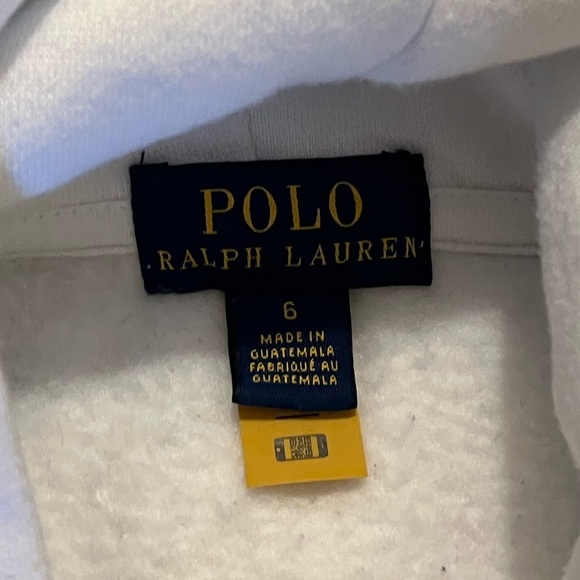 POLO
RALPH LAUREN
6
MADE IN
GUATEMALA
FABRIQUÉ AU
GUATEMALA